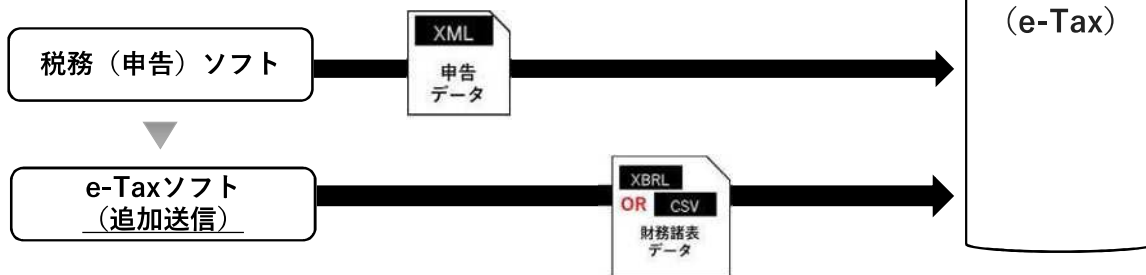 （e-Tax）
税務（申告）ソフト
XML
申告
データ
e-Taxソフト
（追加送信）
XBRL
OR CSV
財務諸表
データ